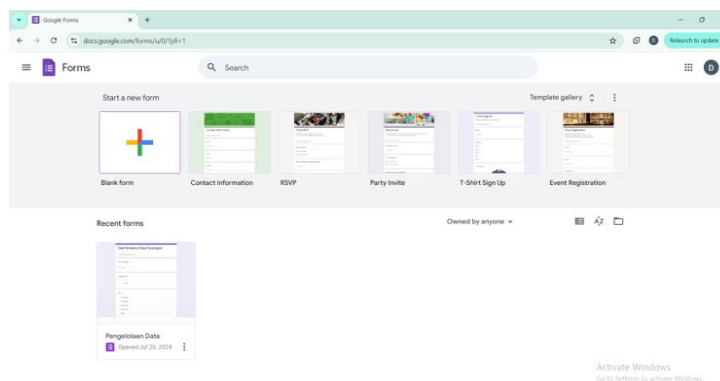 Google Forms
docs.google.com/forms/u/0/?pli=1
D
Relaunch to update
Forms
Search
D
Start a new form
Template gallery
Blank form
Contact Information
RSVP
Party Invite
T-Shirt Sign Up
Event Registration
Recent forms
Owned by anyone
AZ
Pengelolaan Data
Opened Jul 20, 2024
Activate Windows
Go to Settings to activate Windows.